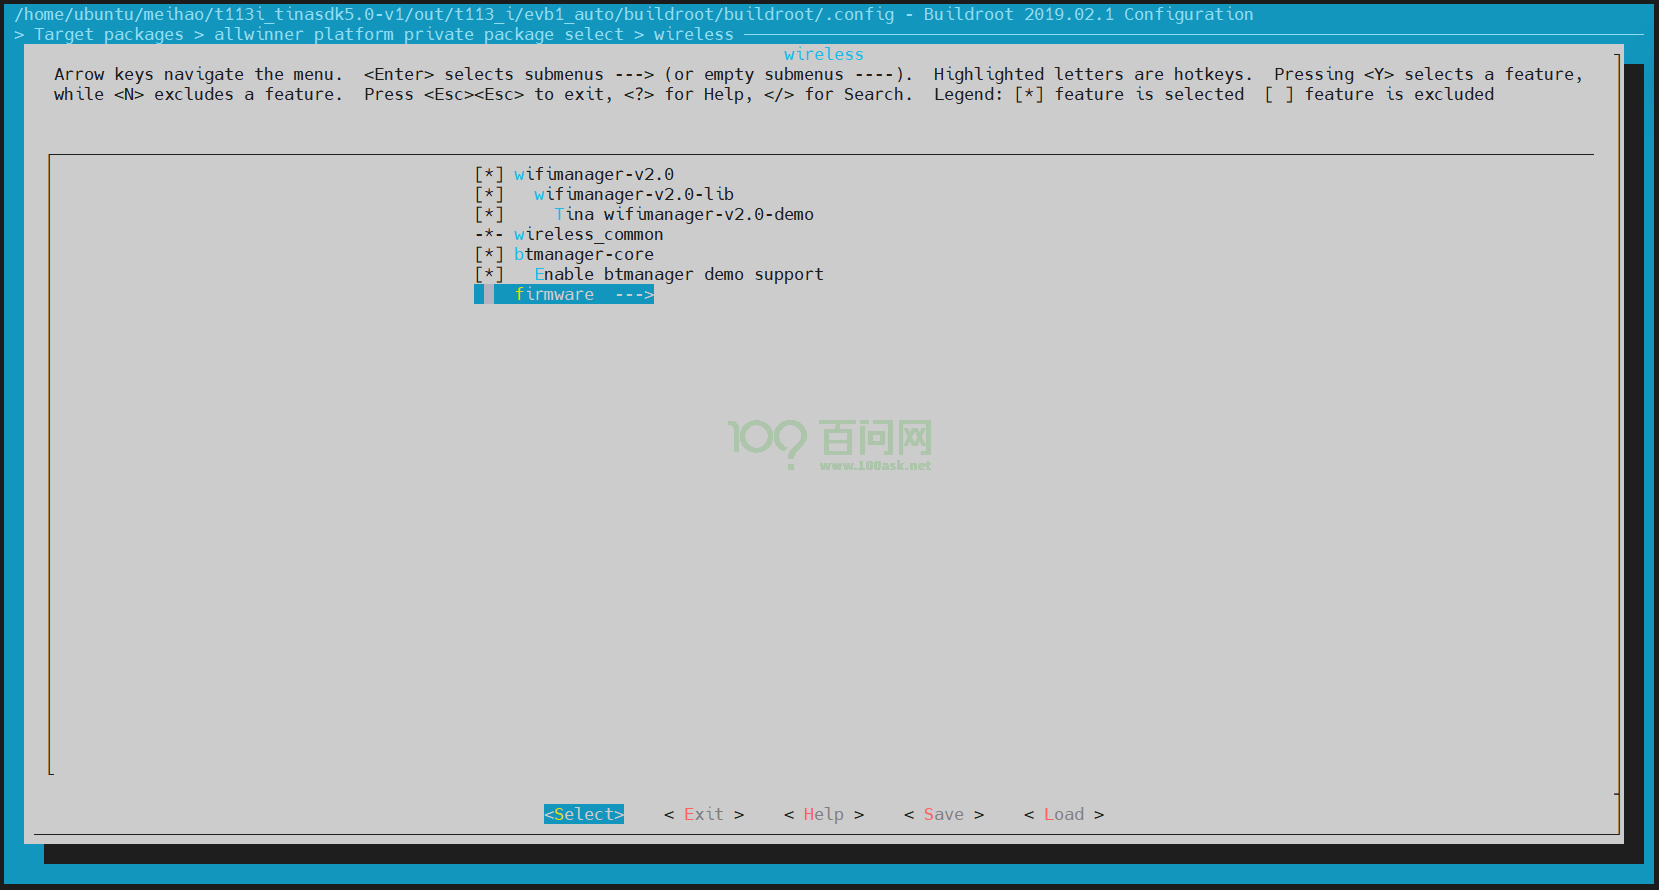 /home/ubuntu/meihao/t113i_tinasdk5.0-v1/out/t113_i/evb1_auto/buildroot/buildroot/.config - Buildroot 2019.02.1 Configuration
> Target packages > allwinner platform private package select > wireless
wireless
Arrow keys navigate the menu.  <Enter> selects submenus ---> (or empty submenus ----).  Highlighted letters are hotkeys.  Pressing <Y> selects a feature,
while <N> excludes a feature.  Press <Esc><Esc> to exit, <?> for Help, </> for Search.  Legend: [*] feature is selected  [ ] feature is excluded
[*] wifimanager-v2.0
[*]   wifimanager-v2.0-lib
[*]     Tina wifimanager-v2.0-demo
-*- wireless_common
[*] btmanager-core
[*]   Enable btmanager demo support
firmware  --->
100? 百问网
www.100ask.net
<Select>    < Exit >    < Help >    < Save >    < Load >